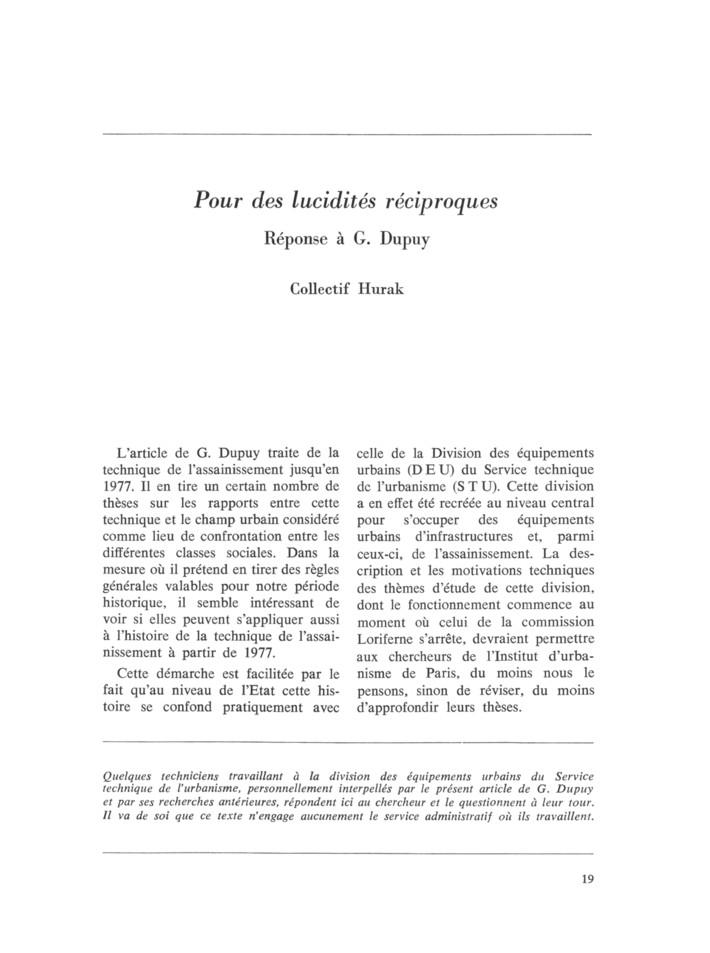 Pour des lucidités réciproques
Réponse à G. Dupuy
Collectif Hurak
L'article de G. Dupuy traite de la
technique de l'assainissement jusqu'en
1977. Il en tire un certain nombre de
thèses sur les rapports entre cette
technique et le champ urbain considéré
comme lieu de confrontation entre les
différentes classes sociales. Dans la
mesure où il prétend en tirer des règles
générales valables pour notre période
historique, il semble intéressant de
voir si elles peuvent s'appliquer aussi
à l'histoire de la technique de l'assai-
nissement à partir de 1977.
Cette démarche est facilitée par le
fait qu'au niveau de l'Etat cette his-
toire se confond pratiquement avec
celle de la Division des équipements
urbains (D E U) du Service technique
de l'urbanisme (S T U). Cette division
a en effet été recréée au niveau central
pour s'occuper des équipements
urbains d'infrastructures et, parmi
ceux-ci, de l'assainissement. La des-
cription et les motivations techniques
des thèmes d'étude de cette division,
dont le fonctionnement commence au
moment où celui de la commission
Loriferne s'arrête, devraient permettre
aux chercheurs de l'Institut d'urba-
nisme de Paris, du moins nous le
pensons, sinon de réviser, du moins
d'approfondir leurs thèses.
Quelques techniciens travaillant à la division des équipements urbains du Service
technique de l'urbanisme, personnellement interpellés par le présent article de G. Dupuy
et par ses recherches antérieures, répondent ici au chercheur et le questionnent à leur tour.
Il va de soi que ce texte n'engage aucunement le service administratif où ils travaillent.
19